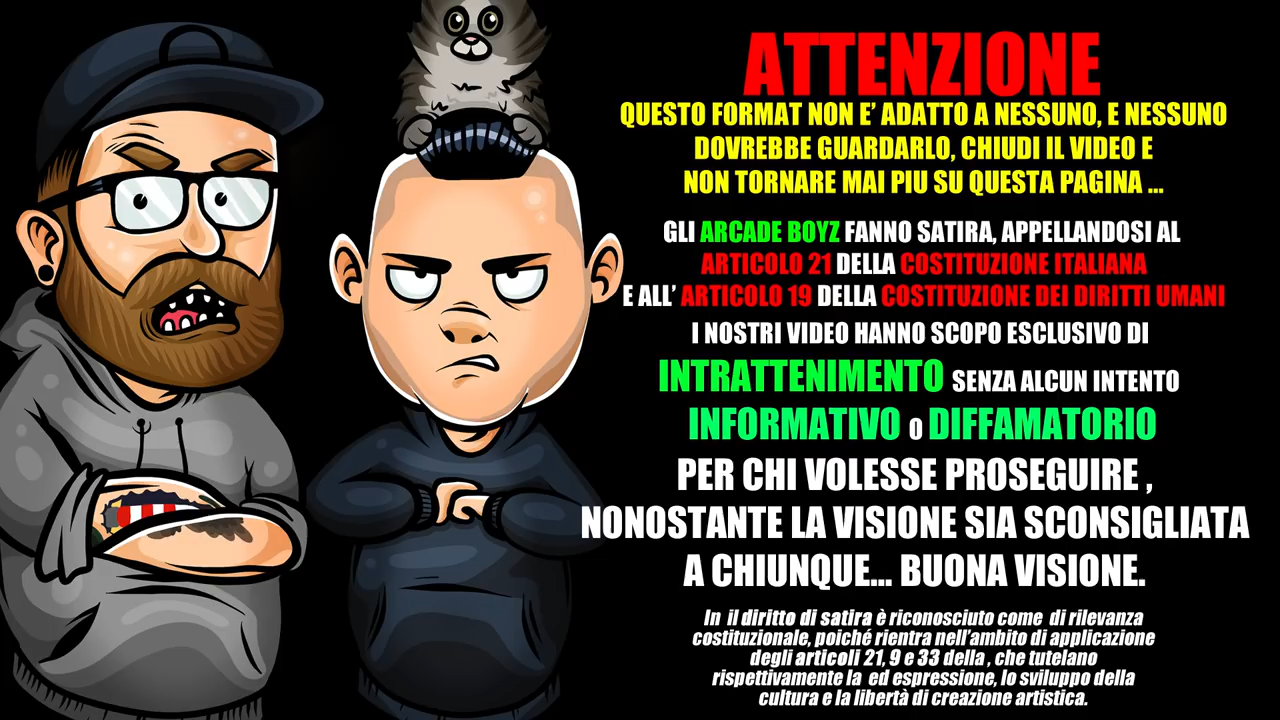 ATTENZIONE
QUESTO FORMAT NON E' ADATTO A NESSUNO, E NESSUNO
DOVREBBE GUARDARLO, CHIUDI IL VIDEO E
NON TORNARE MAI PIU SU QUESTA PAGINA ...
GLI ARCADE BOYZ FANNO SATIRA, APPELLANDOSI AL
ARTICOLO 21 DELLA COSTITUZIONE ITALIANA
E ALL' ARTICOLO 19 DELLA COSTITUZIONE DEI DIRITTI UMANI
I NOSTRI VIDEO HANNO SCOPO ESCLUSIVO DI
INTRATTENIMENTO SENZA ALCUN INTENTO
INFORMATIVO O DIFFAMATORIO
PER CHI VOLESSE PROSEGUIRE ,
NONOSTANTE LA VISIONE SIA SCONSIGLIATA
A CHIUNQUE... BUONA VISIONE.
In il diritto di satira è riconosciuto come di rilevanza
costituzionale, poiché rientra nell'ambito di applicazione
degli articoli 21, 9 e 33 della , che tutelano
rispettivamente la ed espressione, lo sviluppo della
cultura e la libertà di creazione artistica.